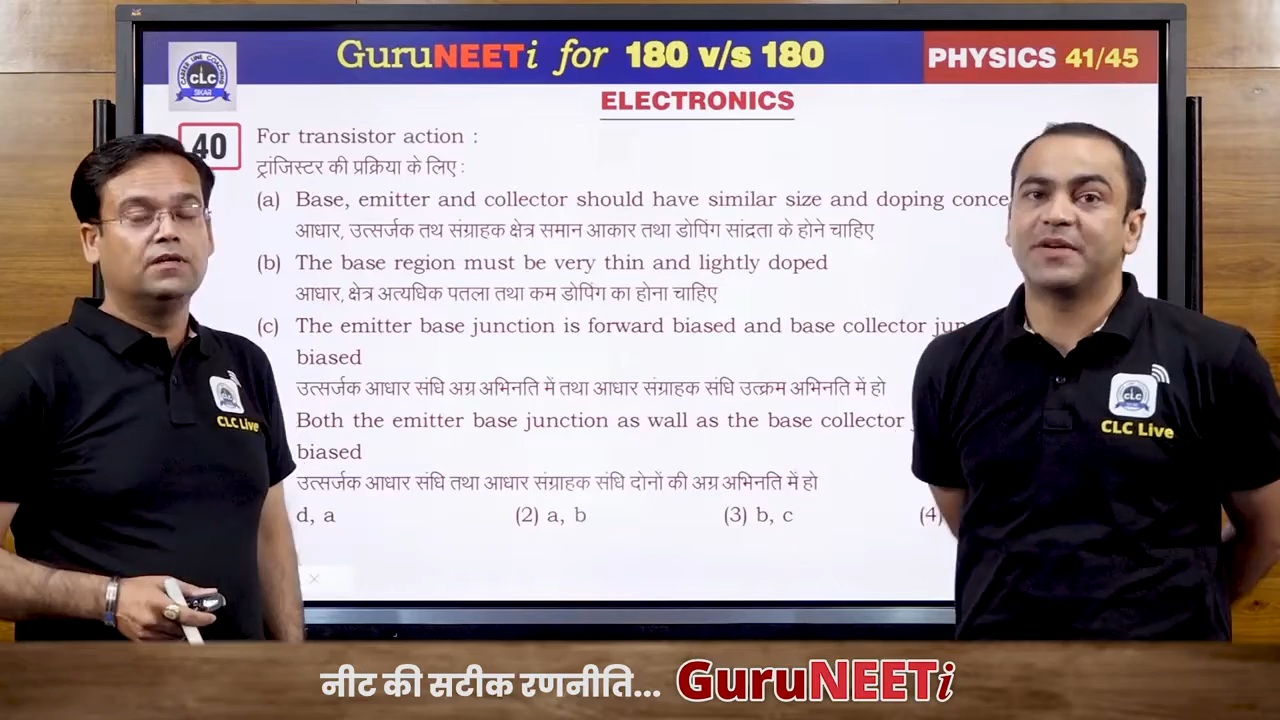 GuruNEETi for 180 v/s 180
PHYSICS 41/45
CLC
SIKAR
ELECTRONICS
40
For transistor action :
ट्रांजिस्टर की प्रक्रिया के लिए :
(a) Base, emitter and collector should have similar size and doping
आधार, उत्सर्जक तथ संग्राहक क्षेत्र समान आकार तथा डोपिंग सांद्रता के होने चाहिए
(b) The base region must be very thin and lightly doped
आधार, क्षेत्र अत्यधिक पतला तथा कम डोपिंग का होना चाहिए
(c) The emitter base junction is forward biased and base collector
biased
उत्सर्जक आधार संधि अग्र अभिनति में तथा आधार संग्राहक संधि उत्क्रम अभिनति में हो
Both the emitter base junction as wall as the base collector
biased
उत्सर्जक आधार संधि तथा आधार संग्राहक संधि दोनों की अग्र अभिनति में हो
d, a (2) a, b (3) b, c (4)
CLC Live
CLC Live
नीट की सटीक रणनीति... GuruNEETi